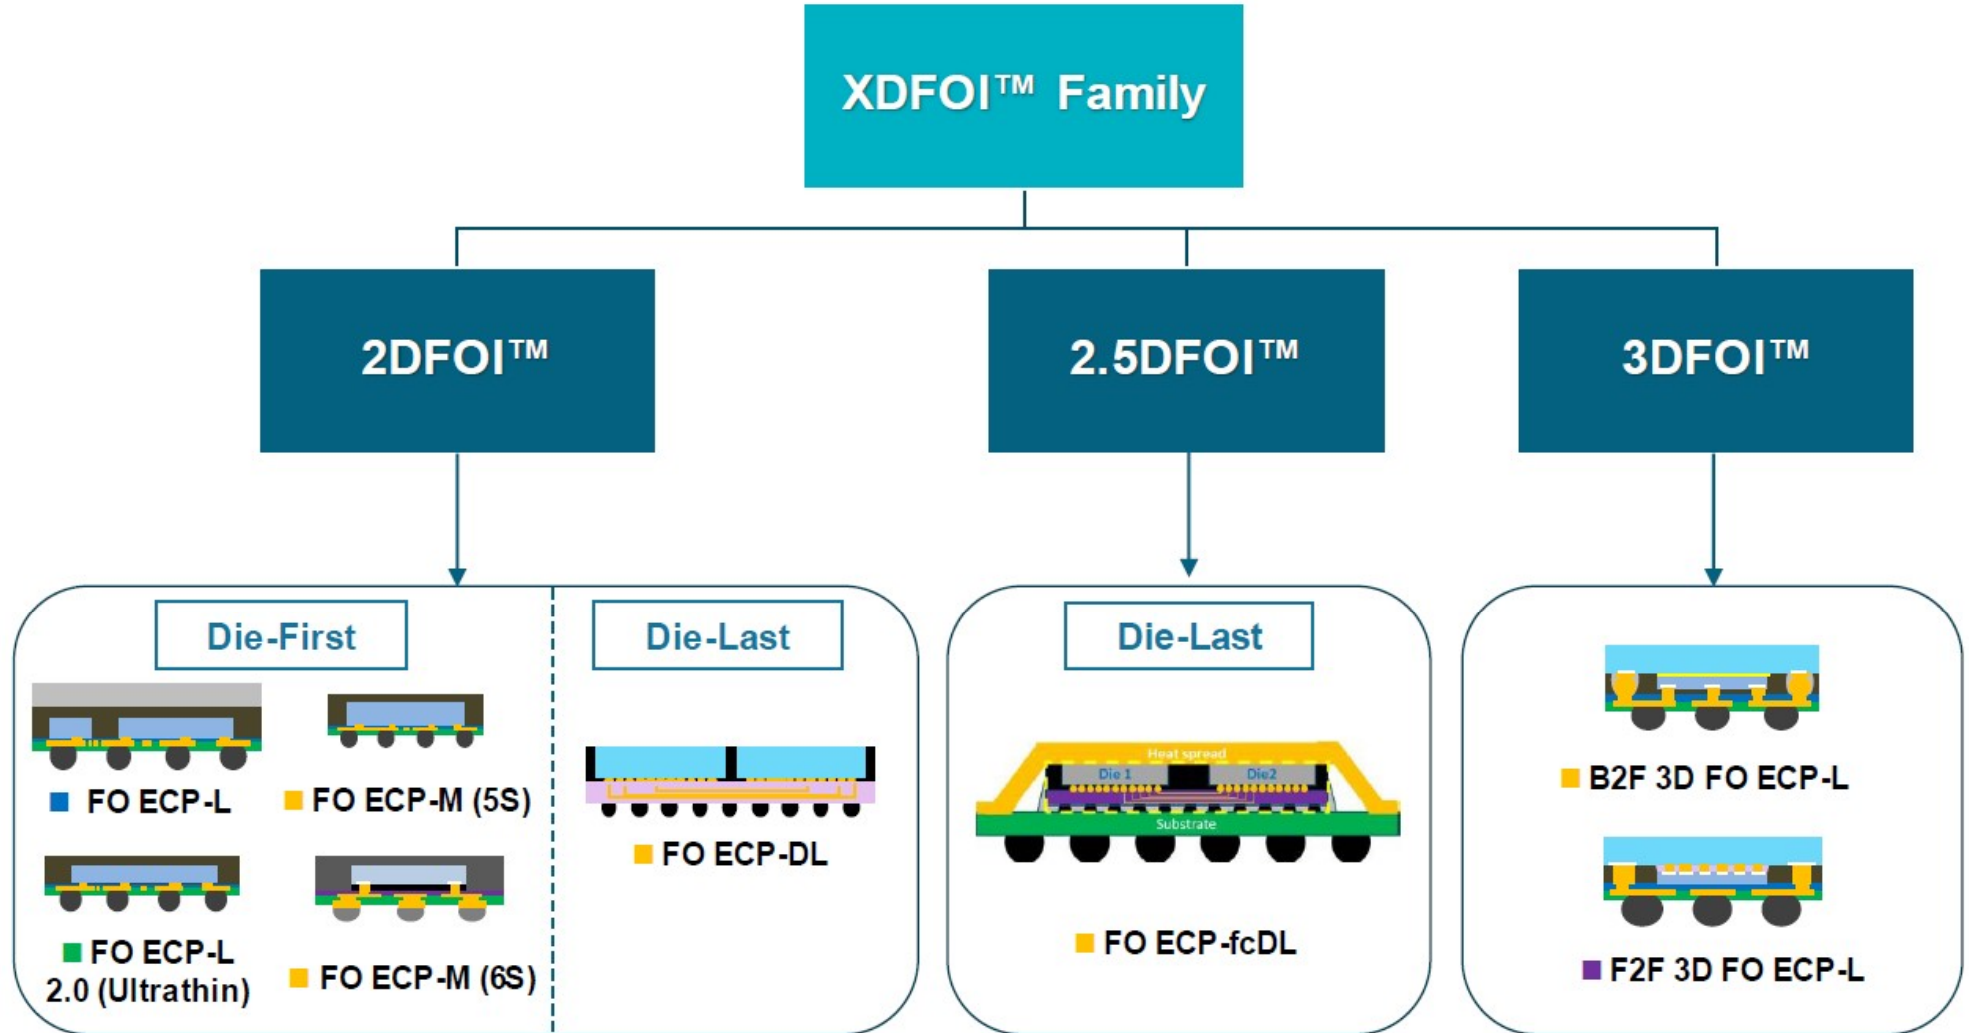 XDFOI™ Family
2DFOI™
2.5DFOI™
3DFOI™
Die-First
Die-Last
FO ECP-L
FO ECP-M (5S)
FO ECP-L
2.0 (Ultrathin)
FO ECP-M (6S)
FO ECP-DL
Die-Last
Heat spread
Die 1
Die2
Substrate
FO ECP-fcDL
B2F 3D FO ECP-L
F2F 3D FO ECP-L